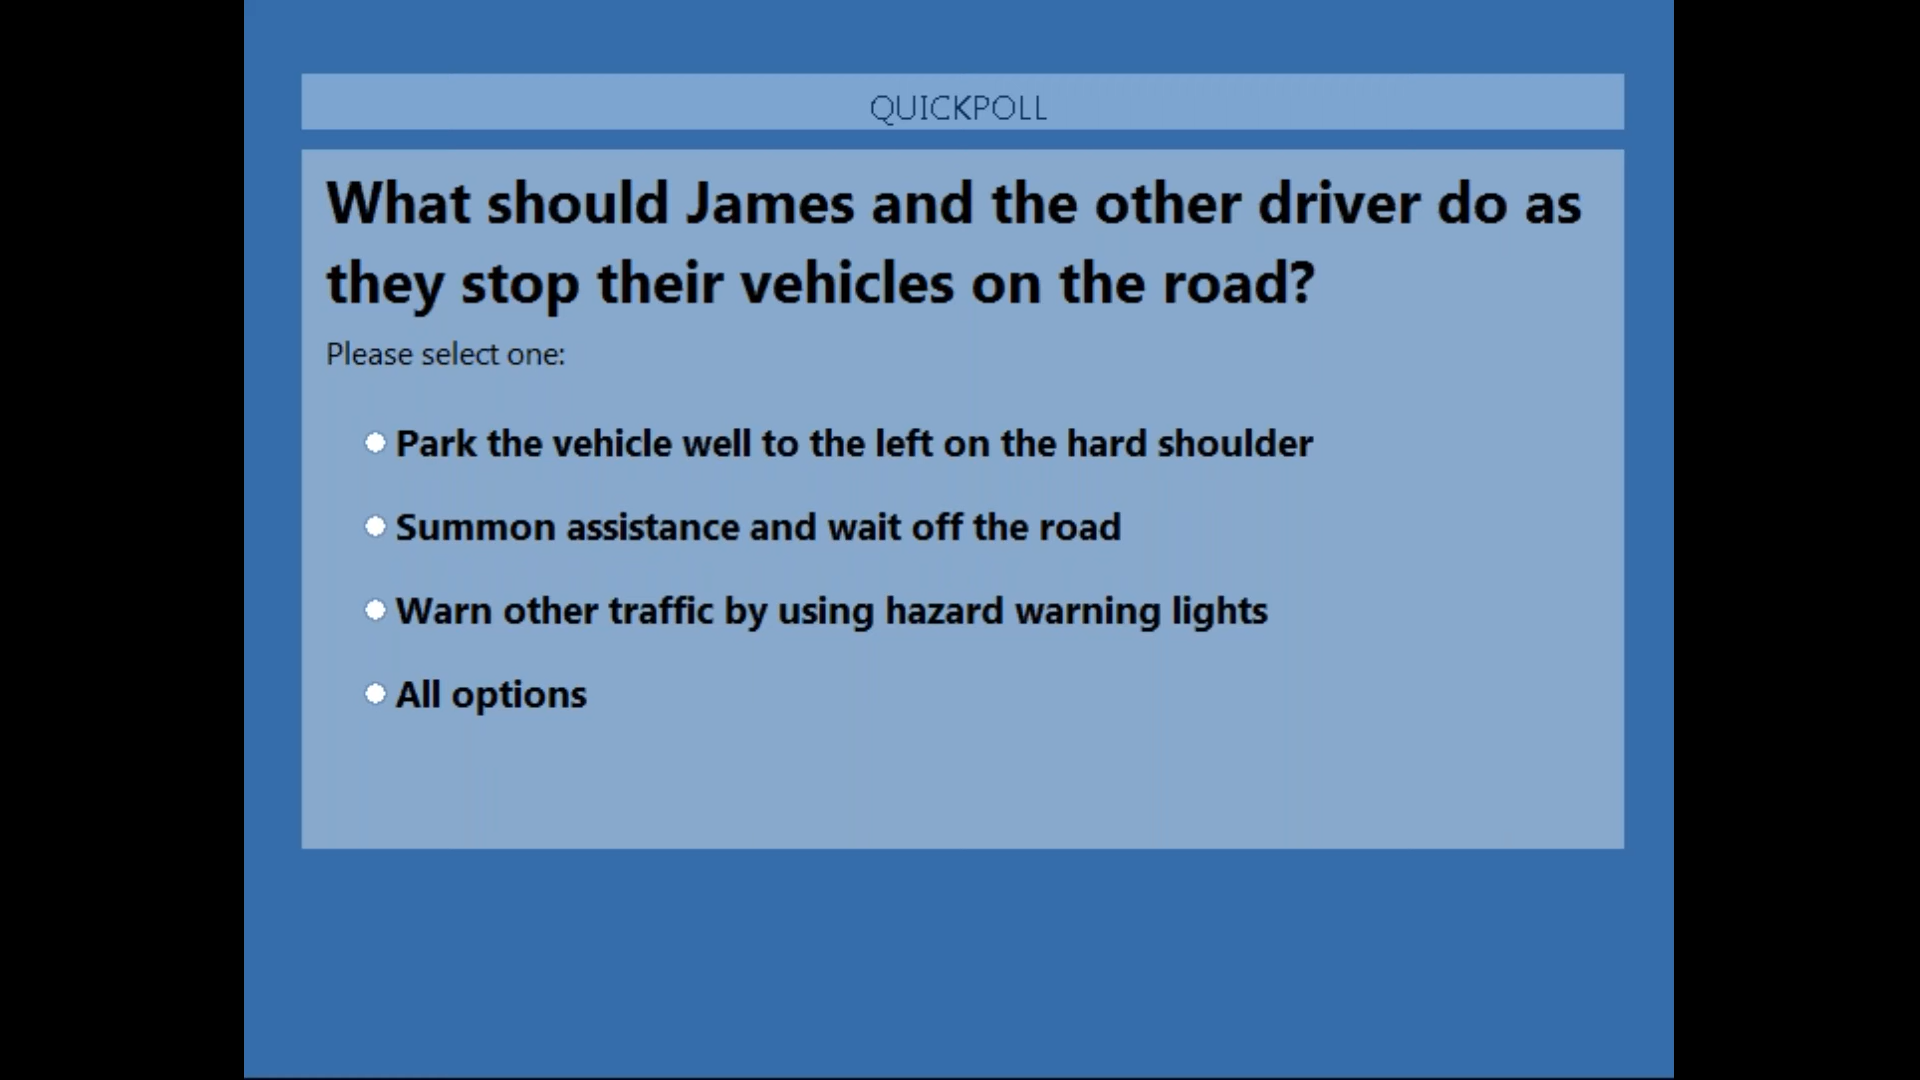 QUICKPOLL
What should James and the other driver do as
they stop their vehicles on the road?
Please select one:
Park the vehicle well to the left on the hard shoulder
Summon assistance and wait off the road
Warn other traffic by using hazard warning lights
All options